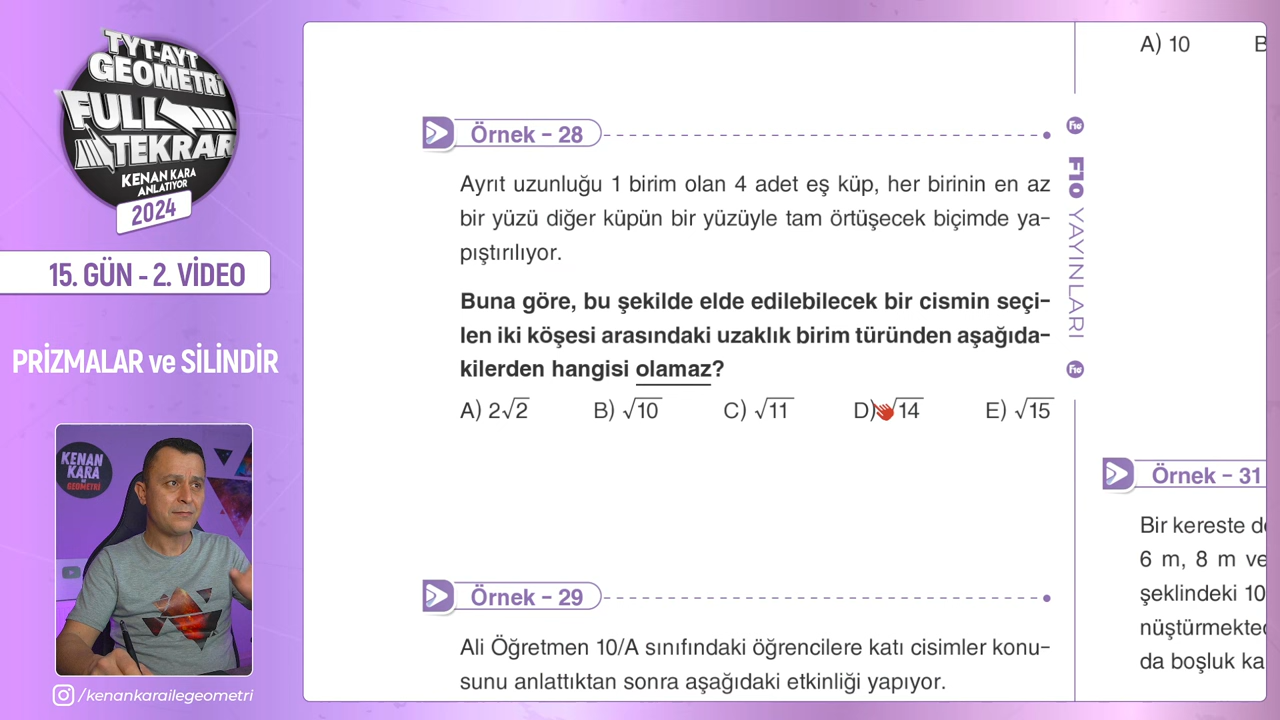 TYT-AYT
GEOMETRİ
FULL
TEKRAR
KENAN KARA
ANLATIYOR
2024
15. GÜN - 2. VİDEO
PRİZMALAR ve SİLİNDİR
KENAN
KARA
GEOMETRİ
/kenankarailegeometri
Örnek – 28
Ayrıt uzunluğu 1 birim olan 4 adet eş küp, her birinin en az
bir yüzü diğer küpün bir yüzüyle tam örtüşecek biçimde ya-
pıştırılıyor.
Buna göre, bu şekilde elde edilebilecek bir cismin seçi-
len iki köşesi arasındaki uzaklık birim türünden aşağıda-
kilerden hangisi olamaz?
A) 2√2 B) √10 C) √11 D) √14 E) √15
Örnek – 29
Ali Öğretmen 10/A sınıfındaki öğrencilere katı cisimler konu-
sunu anlattıktan sonra aşağıdaki etkinliği yapıyor.
F10
F10 YAYINLARI
F10
A) 10 B
Örnek – 31
Bir kereste d
6 m, 8 m ve
şeklindeki 10
nüştürmekte
da boşluk ka